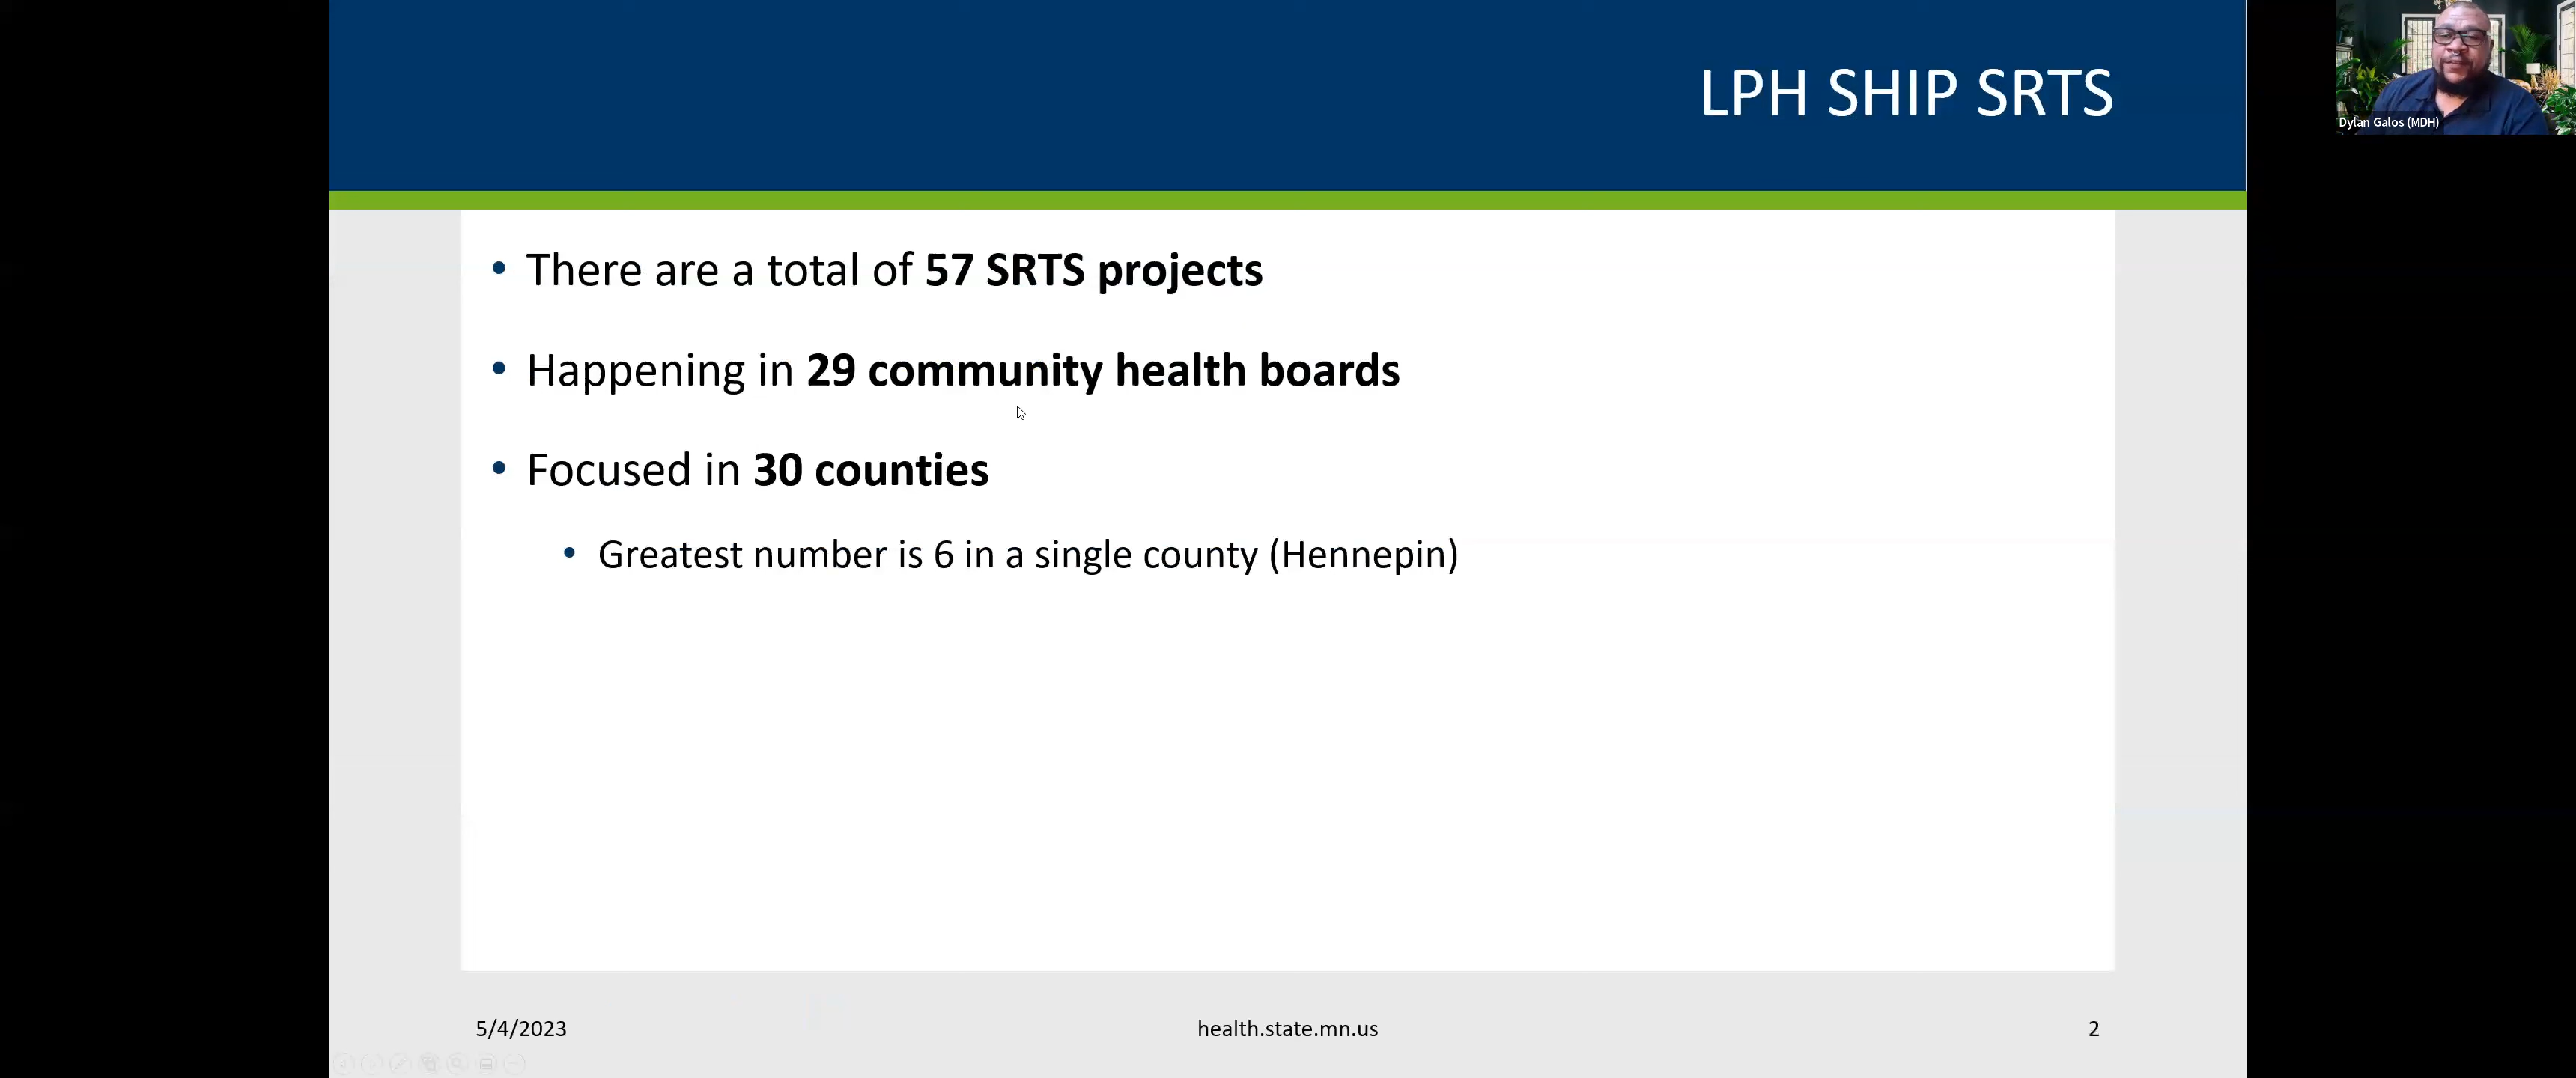 LPH SHIP SRTS
Dylan Galos (MDH)
• There are a total of 57 SRTS projects
• Happening in 29 community health boards
• Focused in 30 counties
• Greatest number is 6 in a single county (Hennepin)
5/4/2023
health.state.mn.us
2